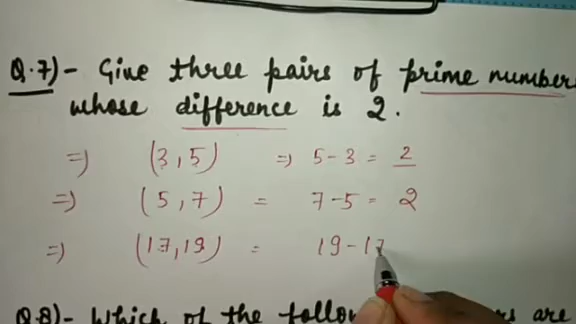 Q.7)- Give three pairs of prime numbers
whose difference is 2.
=) (3,5) =) 5-3 = 2
=) (5,7) = 7-5 = 2
=) (17,19) = 19-17
Q.8)- Which of the are